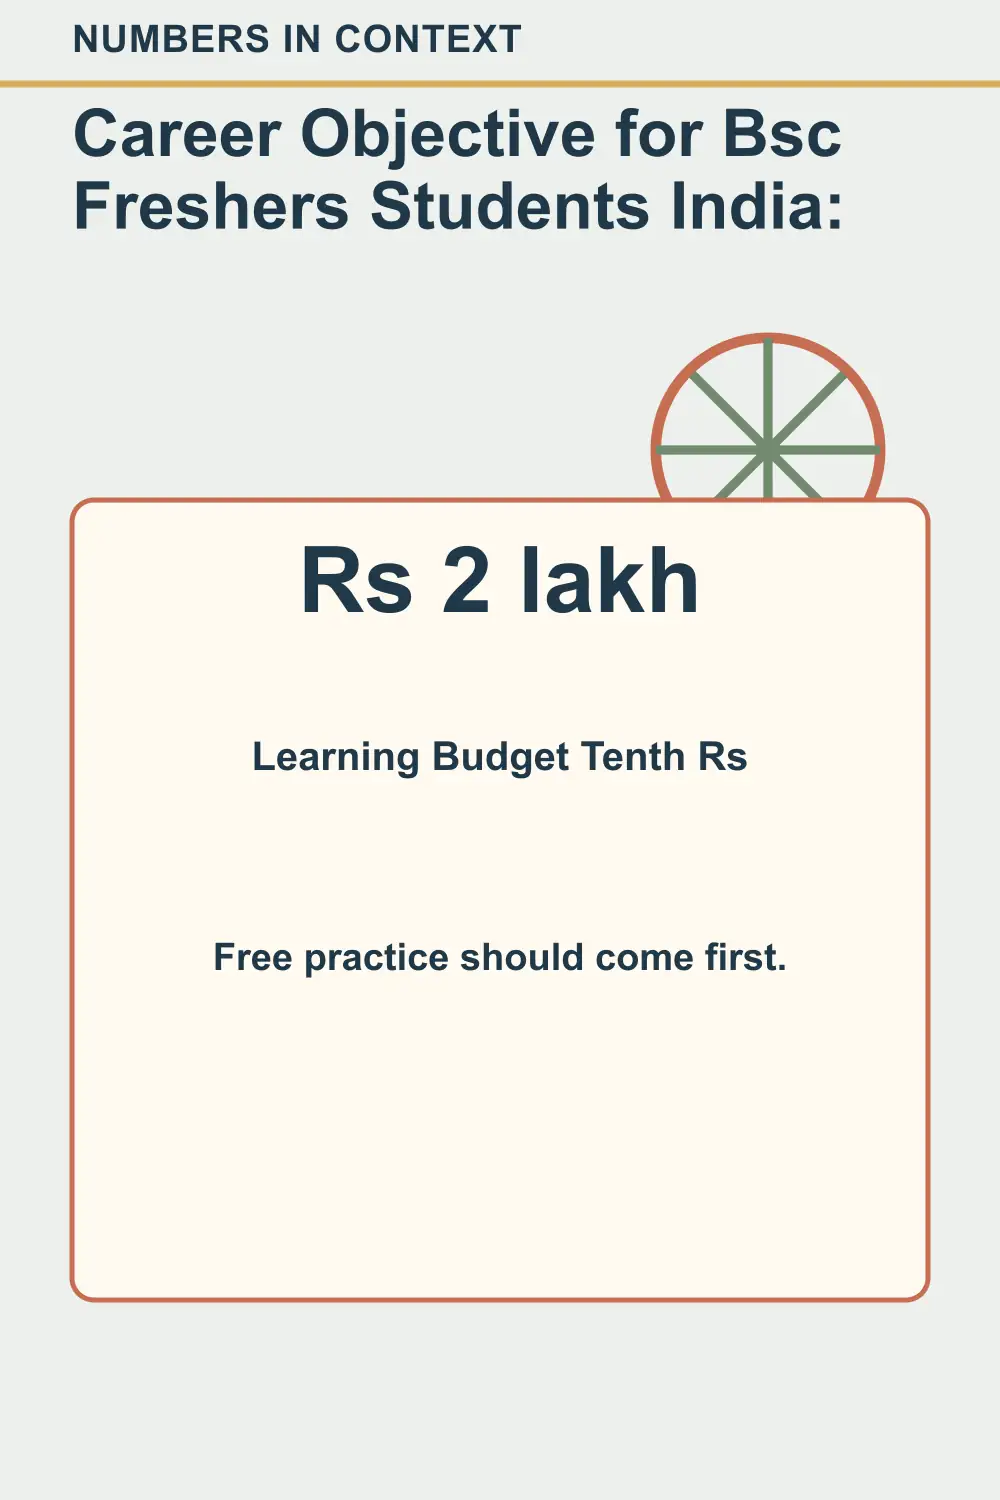 NUMBERS IN CONTEXT
Career Objective for Bsc
Freshers Students India:
Rs 2 lakh
Learning Budget Tenth Rs
Free practice should come first.